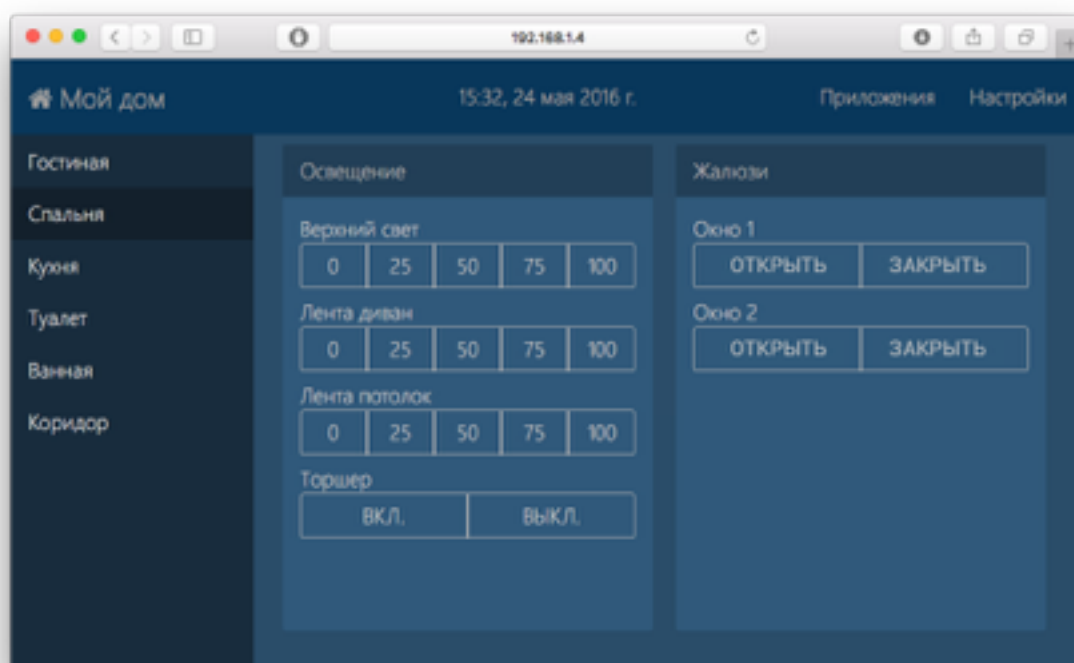 192.168.1.4
Мой дом
15:32, 24 мая 2016 г.
Приложения Настройки
Гостиная
Спальня
Кухня
Туалет
Ванная
Коридор
Освещение
Верхний свет
0 25 50 75 100
Лента диван
0 25 50 75 100
Лента потолок
0 25 50 75 100
Торшер
ВКЛ. ВЫКЛ.
Жалюзи
Окно 1
ОТКРЫТЬ ЗАКРЫТЬ
Окно 2
ОТКРЫТЬ ЗАКРЫТЬ